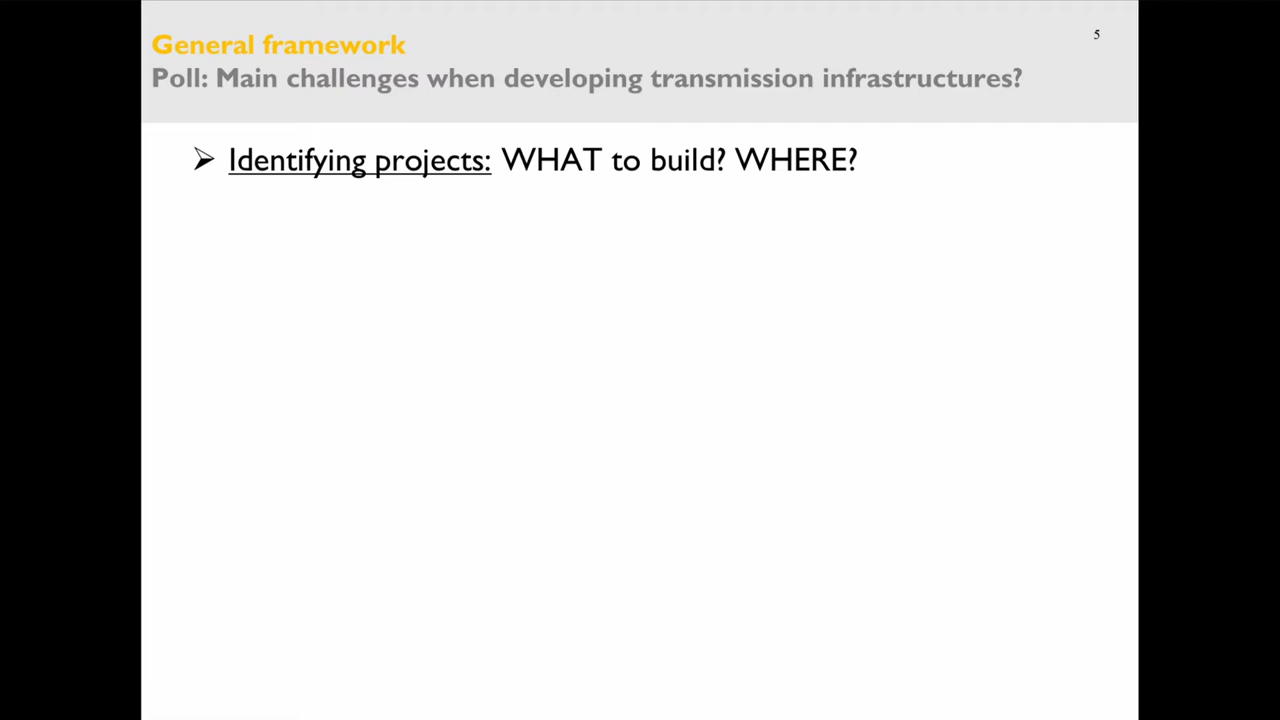 General framework
5
Poll: Main challenges when developing transmission infrastructures?
➢ Identifying projects: WHAT to build? WHERE?